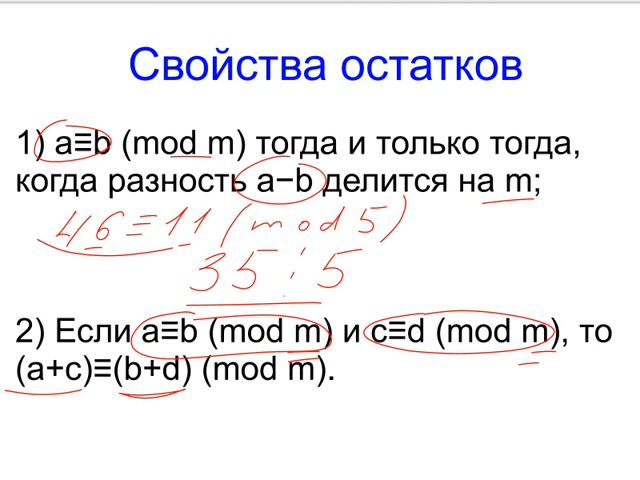 Свойства остатков
1) a≡b (mod m) тогда и только тогда,
когда разность a−b делится на m;
46≡11 (mod 5)
35⋮5
2) Если a≡b (mod m) и c≡d (mod m), то
(a+c)≡(b+d) (mod m).